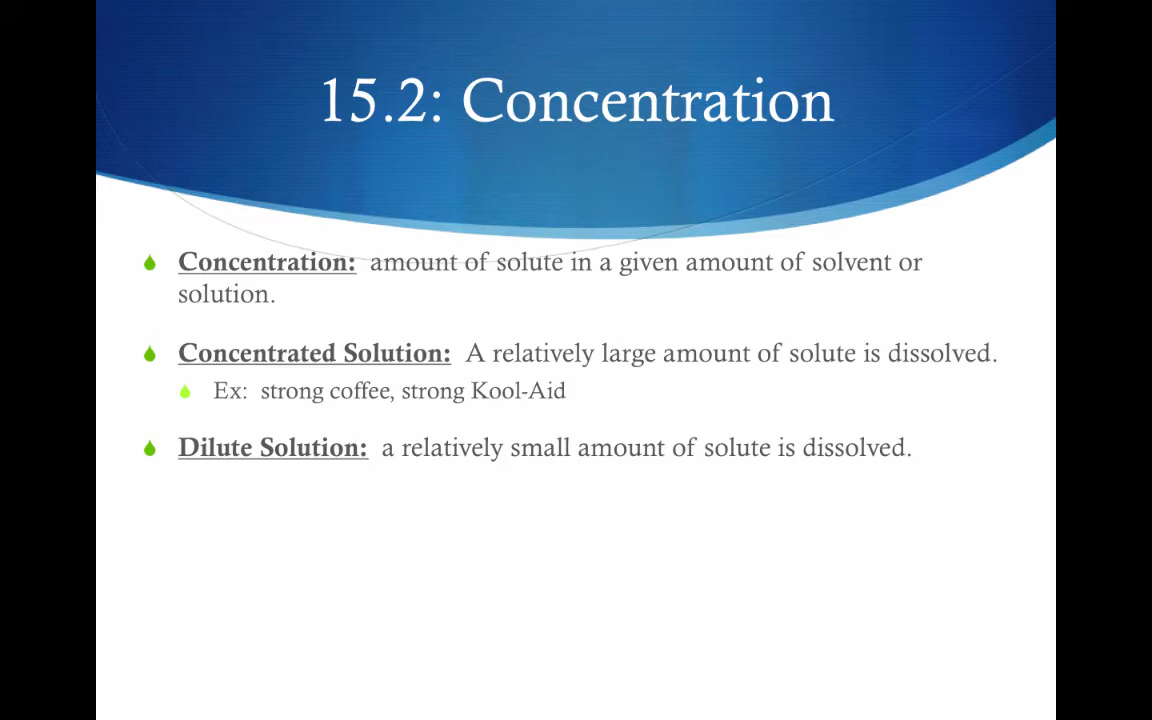 15.2: Concentration
Concentration: amount of solute in a given amount of solvent or
solution.
Concentrated Solution: A relatively large amount of solute is dissolved.
Ex: strong coffee, strong Kool-Aid
Dilute Solution: a relatively small amount of solute is dissolved.